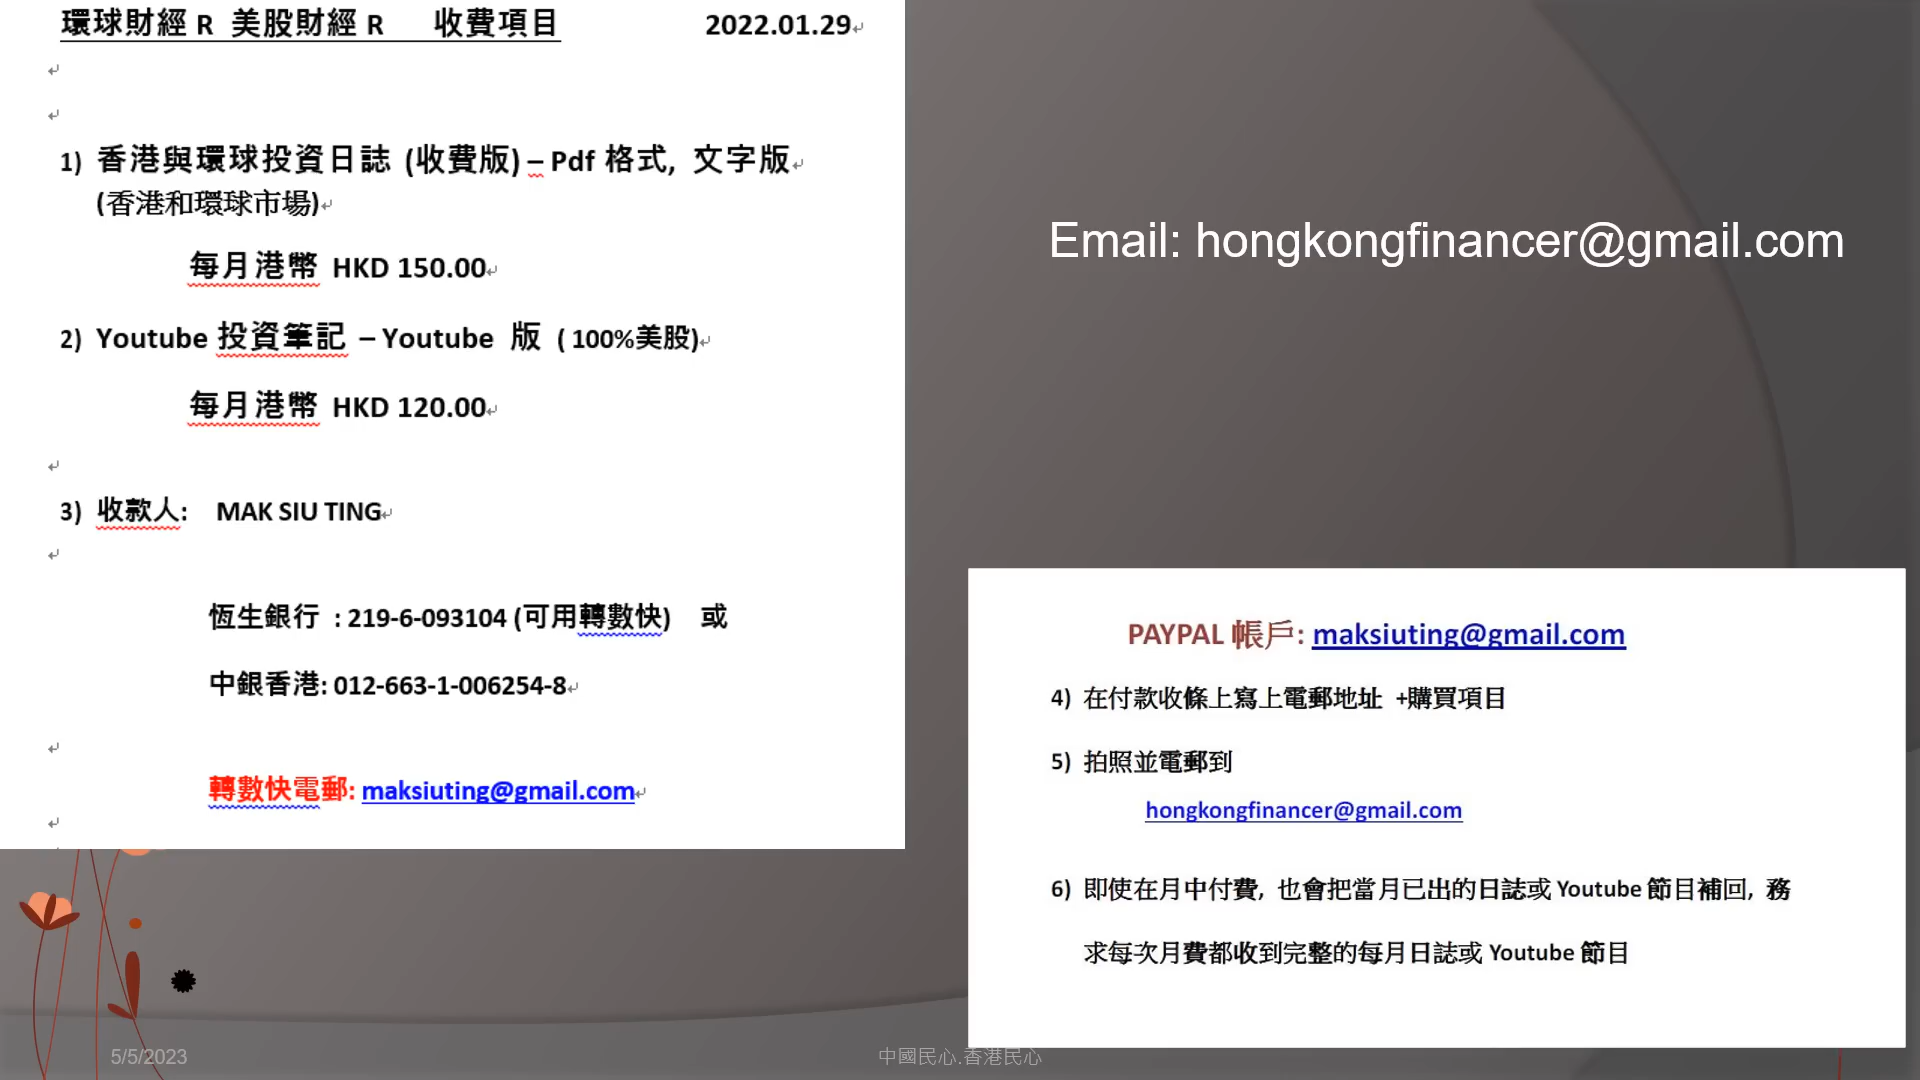 環球財經 R 美股財經 R 收費項目 2022.01.29
1) 香港與環球投資日誌 (收費版) – Pdf 格式, 文字版
(香港和環球市場)
每月港幣 HKD 150.00
2) Youtube 投資筆記 – Youtube 版 ( 100%美股)
每月港幣 HKD 120.00
3) 收款人: MAK SIU TING
恆生銀行 : 219-6-093104 (可用轉數快) 或
中銀香港: 012-663-1-006254-8
轉數快電郵: maksiuting@gmail.com
Email: hongkongfinancer@gmail.com
PAYPAL 帳戶: maksiuting@gmail.com
4) 在付款收條上寫上電郵地址 +購買項目
5) 拍照並電郵到
hongkongfinancer@gmail.com
6) 即使在月中付費, 也會把當月已出的日誌或 Youtube 節目補回, 務
求每次月費都收到完整的每月日誌或 Youtube 節目
5/5/2023
中國民心.香港民心